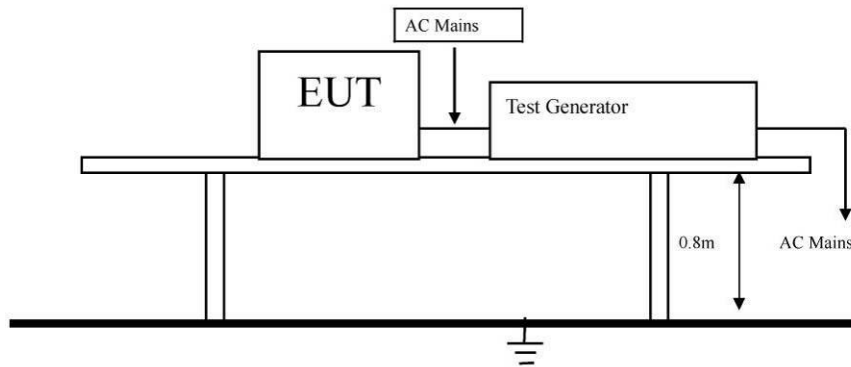 AC Mains
EUT
Test Generator
0.8m
AC Mains